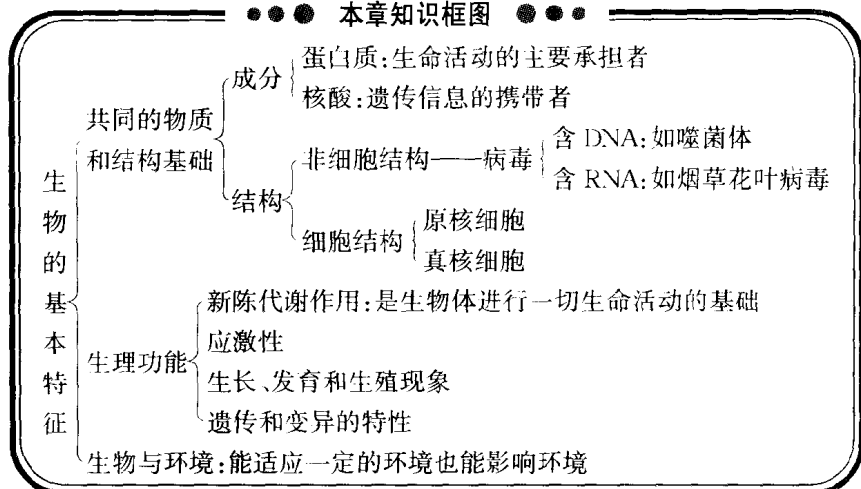 本章知识框图
蛋白质:生命活动的主要承担者
成分
核酸:遗传信息的携带者
共同的物质
和结构基础
含 DNA:如噬菌体
非细胞结构——病毒
含 RNA:如烟草花叶病毒
结构
原核细胞
细胞结构
真核细胞
生物的基本特征
新陈代谢作用:是生物体进行一切生命活动的基础
应激性
生理功能
生长、发育和生殖现象
遗传和变异的特性
生物与环境:能适应一定的环境也能影响环境